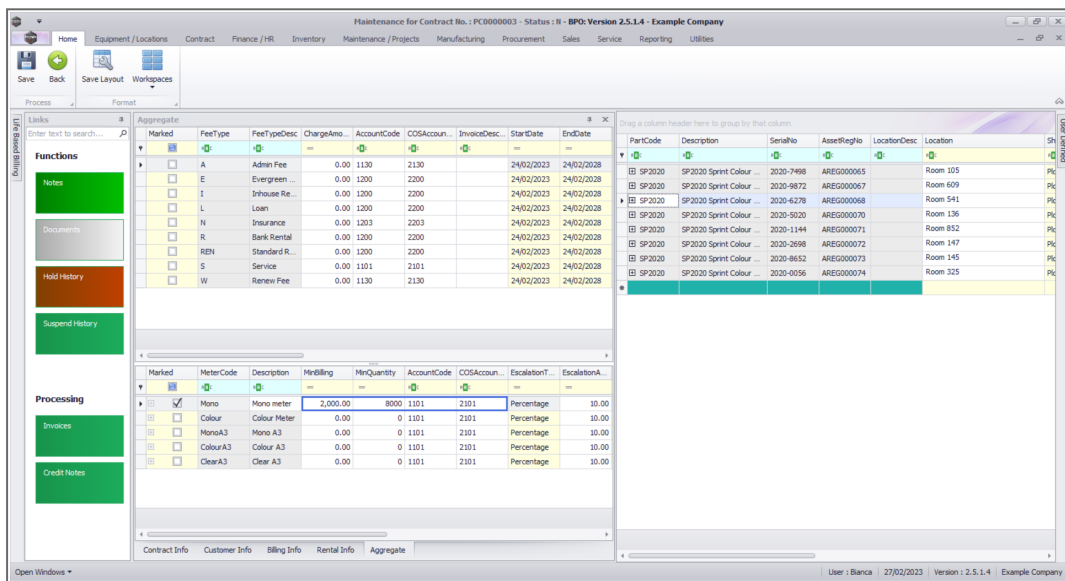 Maintenance for Contract No. : PC0000003 - Status : N - BPO: Version 2.5.1.4 - Example Company
Home Equipment / Locations Contract Finance / HR Inventory Maintenance / Projects Manufacturing Procurement Sales Service Reporting Utilities
Save Back Save Layout Workspaces
Process Format
Life Based Billing
Links
Enter text to search...
Functions
Notes
Documents
Hold History
Suspend History
Processing
Invoices
Credit Notes
Aggregate
Marked FeeType FeeTypeDesc ChargeAmo... AccountCode COSAccoun... InvoiceDesc... StartDate EndDate
A Admin Fee 0.00 1130 2130 24/02/2023 24/02/2028
E Evergreen ... 0.00 1200 2200 24/02/2023 24/02/2028
I Inhouse Re... 0.00 1200 2200 24/02/2023 24/02/2028
L Loan 0.00 1200 2200 24/02/2023 24/02/2028
N Insurance 0.00 1203 2203 24/02/2023 24/02/2028
R Bank Rental 0.00 1200 2200 24/02/2023 24/02/2028
REN Standard R... 0.00 1200 2200 24/02/2023 24/02/2028
S Service 0.00 1101 2101 24/02/2023 24/02/2028
W Renew Fee 0.00 1130 2130 24/02/2023 24/02/2028
Marked MeterCode Description MinBilling MinQuantity AccountCode COSAccoun... EscalationT... EscalationA...
Mono Mono meter 2,000.00 8000 1101 2101 Percentage 10.00
Colour Colour Meter 0.00 0 1101 2101 Percentage 10.00
MonoA3 Mono A3 0.00 0 1101 2101 Percentage 10.00
ColourA3 Colour A3 0.00 0 1101 2101 Percentage 10.00
ClearA3 Clear A3 0.00 0 1101 2101 Percentage 10.00
Contract Info Customer Info Billing Info Rental Info Aggregate
Drag a column header here to group by that column
PartCode Description SerialNo AssetRegNo LocationDesc Location Sh
SP2020 SP2020 Sprint Colour ... 2020-7498 AREG000065 Room 105 Plo
SP2020 SP2020 Sprint Colour ... 2020-9872 AREG000067 Room 609 Plo
SP2020 SP2020 Sprint Colour ... 2020-6278 AREG000068 Room 541 Plo
SP2020 SP2020 Sprint Colour ... 2020-5020 AREG000070 Room 136 Plo
SP2020 SP2020 Sprint Colour ... 2020-1144 AREG000071 Room 852 Plo
SP2020 SP2020 Sprint Colour ... 2020-2698 AREG000072 Room 147 Plo
SP2020 SP2020 Sprint Colour ... 2020-8652 AREG000073 Room 145 Plo
SP2020 SP2020 Sprint Colour ... 2020-0056 AREG000074 Room 325 Plo
User Defined
Open Windows
User : Bianca 27/02/2023 Version : 2.5.1.4 Example Company